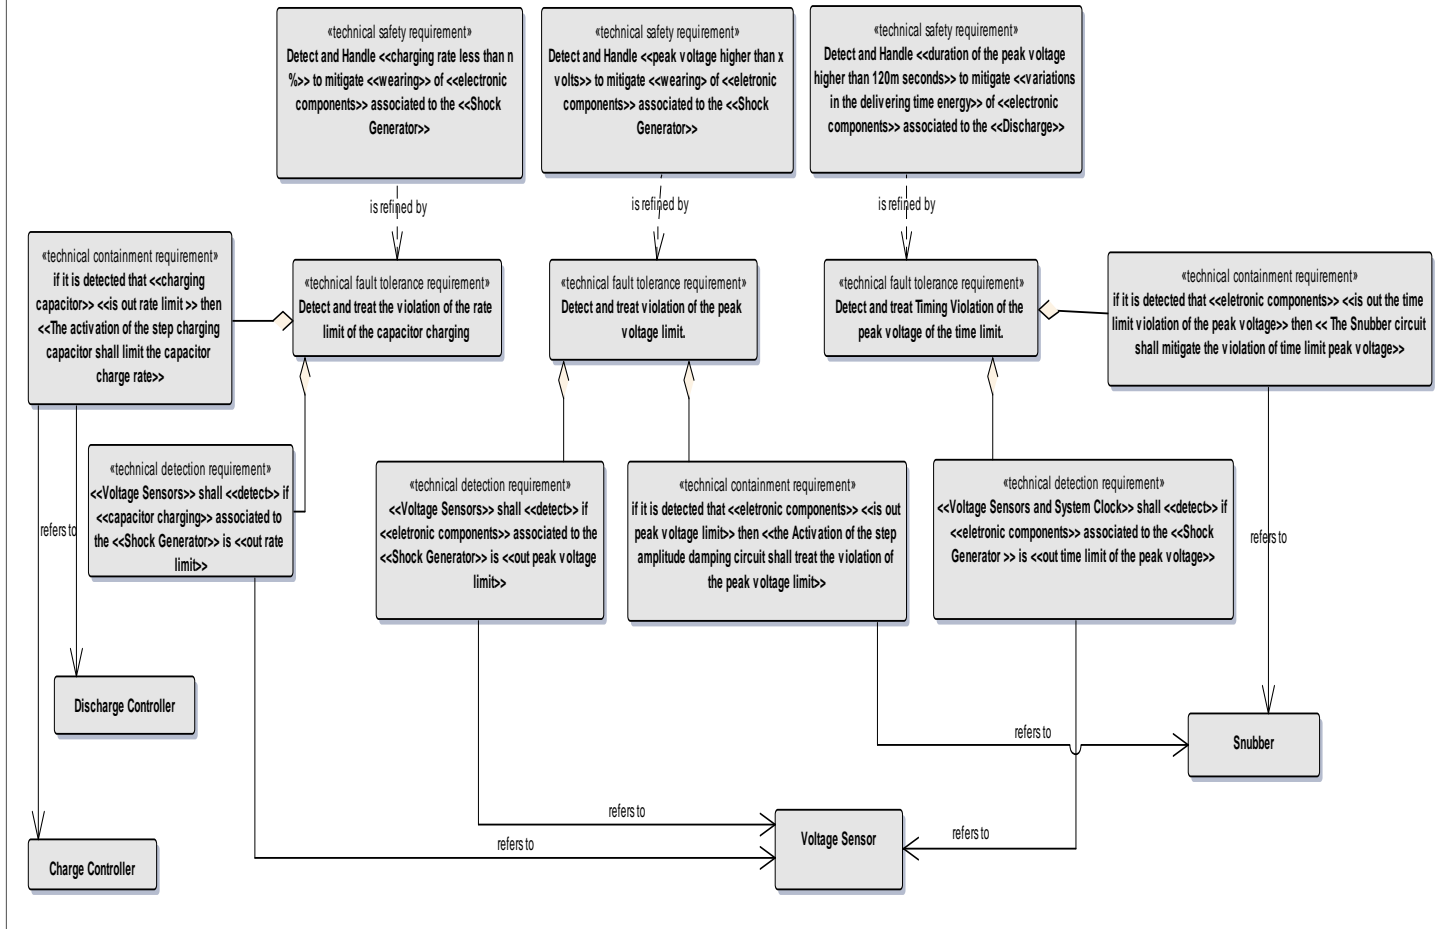 «technical safety requirement»
Detect and Handle <<charging rate less than n
%>> to mitigate <<wearing>> of <<electronic
components>> associated to the <<Shock
Generator>>
«technical safety requirement»
Detect and Handle <<peak voltage higher than x
volts>> to mitigate <<wearing> of <<eletronic
components>> associated to the <<Shock
Generator>>
«technical safety requirement»
Detect and Handle <<duration of the peak voltage
higher than 120m seconds>> to mitigate <<variations
in the delivering time energy>> of <<electronic
components>> associated to the <<Discharge>>
is refined by
is refined by
is refined by
«technical containment requirement»
if it is detected that <<charging
capacitor>> <<is out rate limit >> then
<<The activation of the step charging
capacitor shall limit the capacitor
charge rate>>
«technical fault tolerance requirement»
Detect and treat the violation of the rate
limit of the capacitor charging
«technical fault tolerance requirement»
Detect and treat violation of the peak
voltage limit.
«technical fault tolerance requirement»
Detect and treat Timing Violation of the
peak voltage of the time limit.
«technical containment requirement»
if it is detected that <<eletronic components>> <<is out the time
limit violation of the peak voltage>> then << The Snubber circuit
shall mitigate the violation of time limit peak voltage>>
«technical detection requirement»
<<Voltage Sensors>> shall <<detect>> if
<<capacitor charging>> associated to
the <<Shock Generator>> is <<out rate
limit>>
«technical detection requirement»
<<Voltage Sensors>> shall <<detect>> if
<<eletronic components>> associated to the
<<Shock Generator>> is <<out peak voltage
limit>>
«technical containment requirement»
if it is detected that <<eletronic components>> <<is out
peak voltage limit>> then <<the Activation of the step
amplitude damping circuit shall treat the violation of
the peak voltage limit>>
«technical detection requirement»
<<Voltage Sensors and System Clock>> shall <<detect>> if
<<eletronic components>> associated to the <<Shock
Generator >> is <<out time limit of the peak voltage>>
refers to
refers to
Discharge Controller
refers to
Snubber
refers to
refers to
refers to
Voltage Sensor
Charge Controller